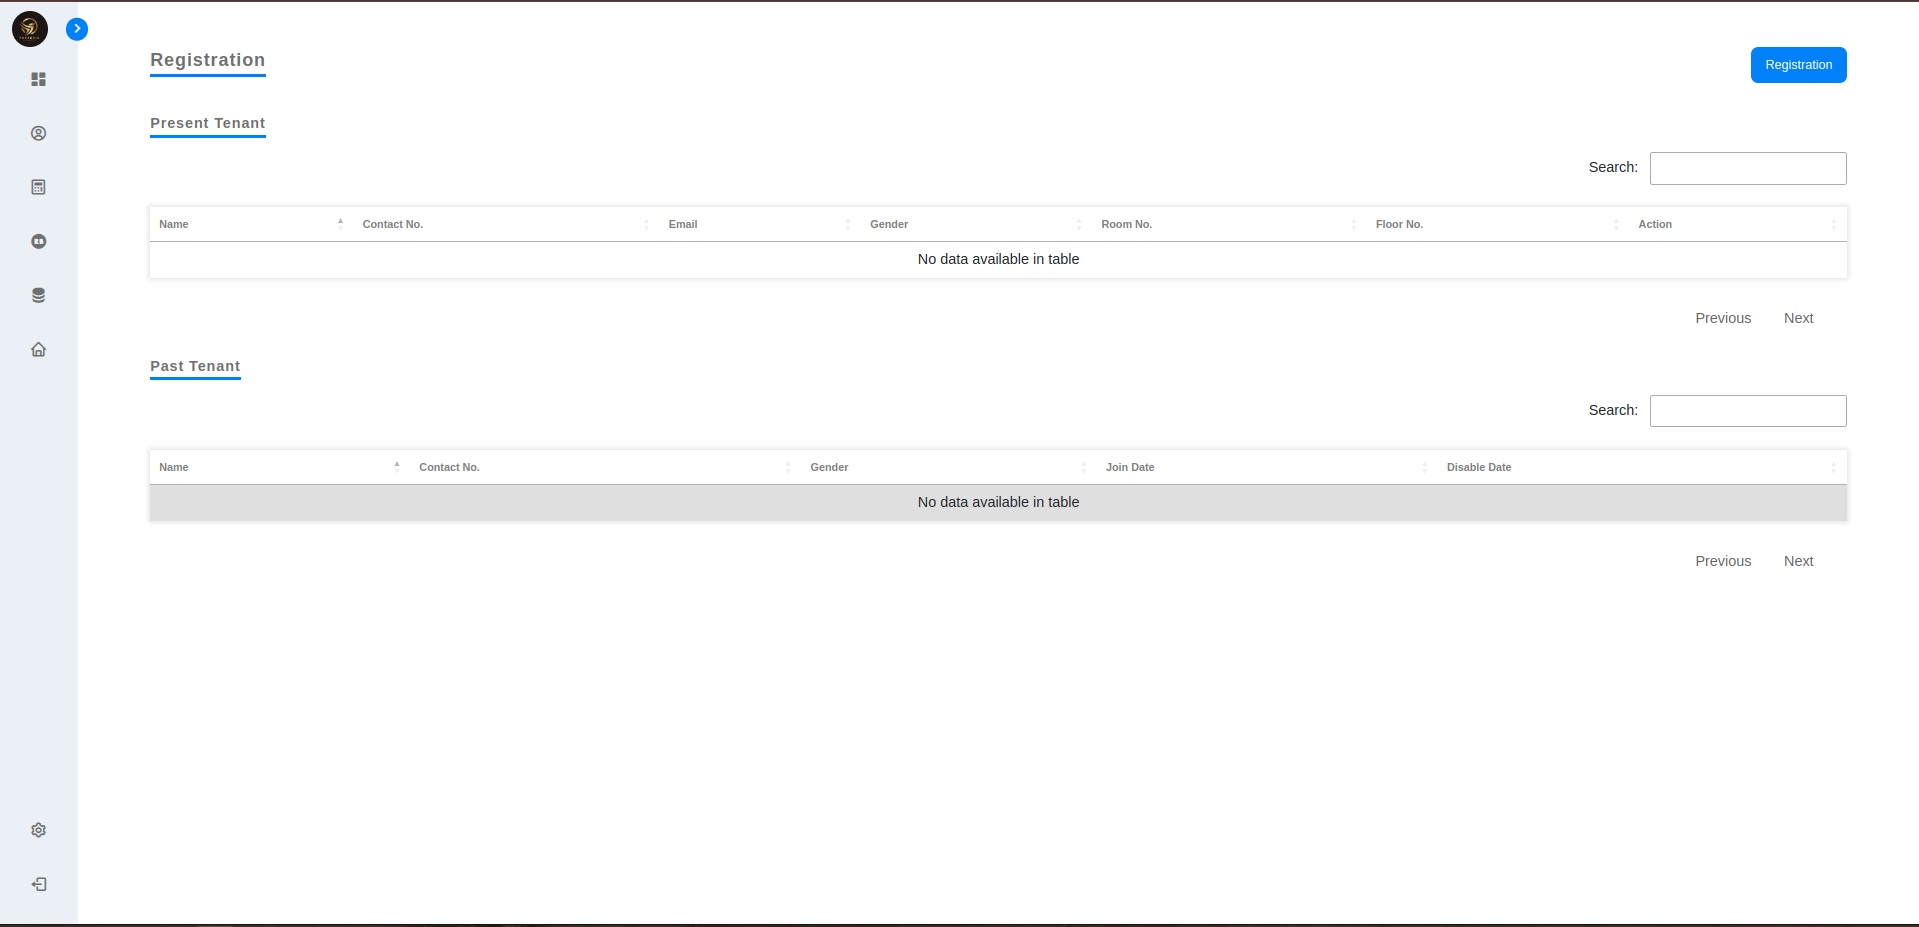 Registration
Registration
Present Tenant
Search:
Name Contact No. Email Gender Room No. Floor No. Action
No data available in table
Previous Next
Past Tenant
Search:
Name Contact No. Gender Join Date Disable Date
No data available in table
Previous Next